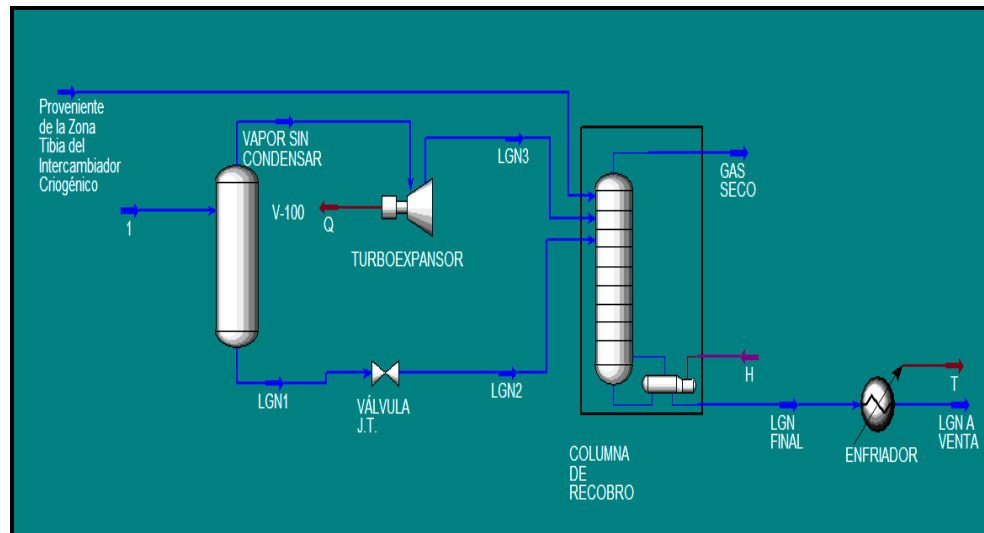 Proveniente
de la Zona
Tibia del
Intercambiador
Criogénico
1
VAPOR SIN
CONDENSAR
V-100
Q
TURBOEXPANSOR
LGN3
LGN1
VÁLVULA
J.T.
LGN2
GAS
SECO
H
COLUMNA
DE
RECOBRO
LGN
FINAL
ENFRIADOR
T
LGN A
VENTA